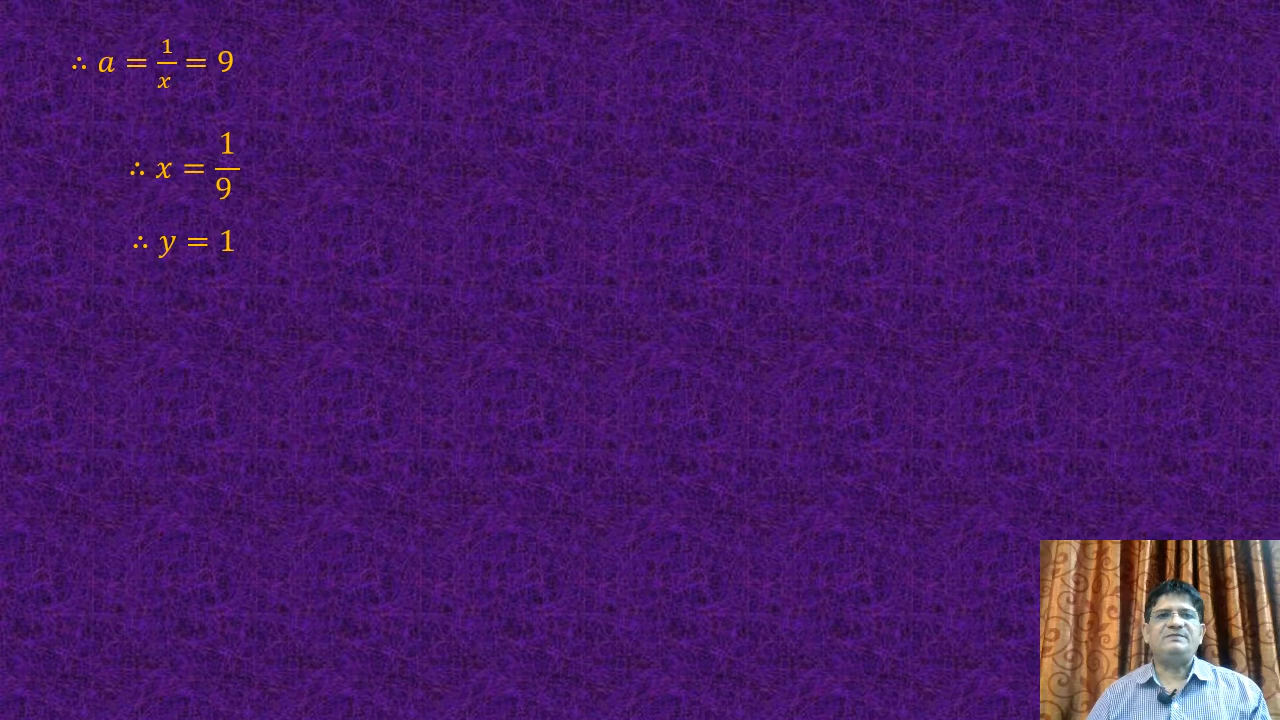 ∴ a = 1/x = 9
∴ x = 1/9
∴ y = 1